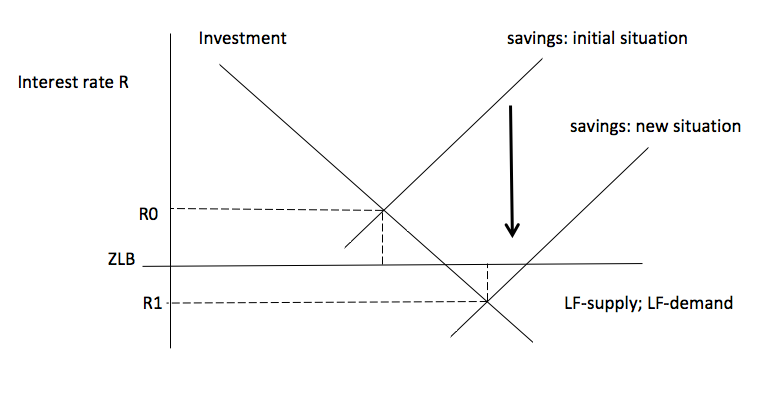 Investment
savings: initial situation
Interest rate R
savings: new situation
R0
ZLB
R1
LF-supply; LF-demand